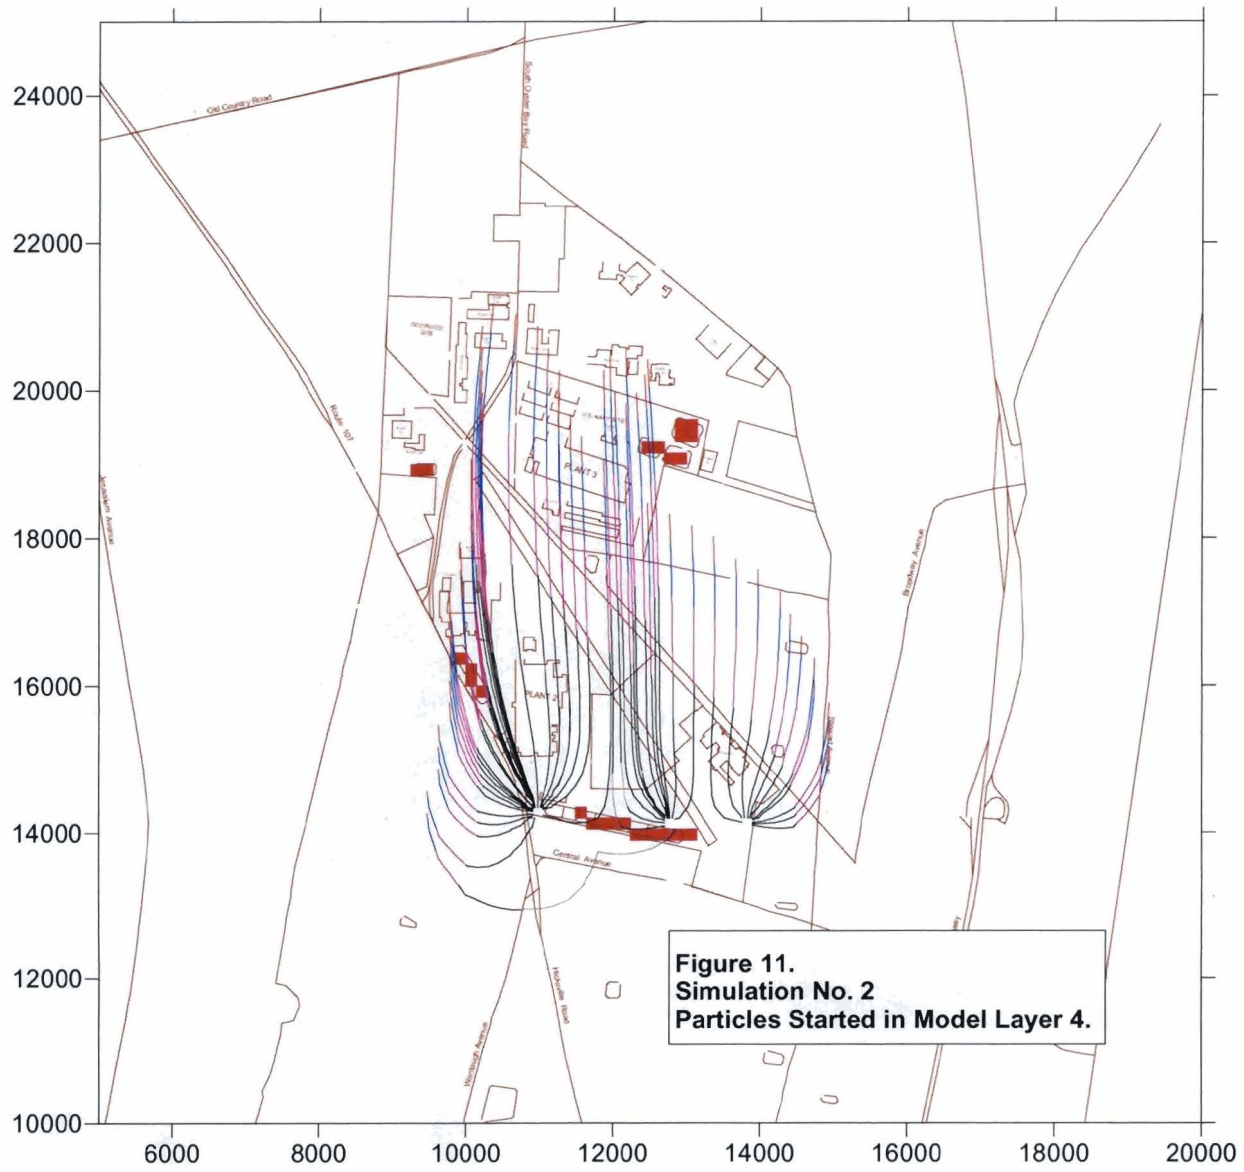 24000
22000
20000
18000
16000
14000
12000
10000
6000
8000
10000
12000
14000
16000
18000
20000
Old Country Road
South Oyster Bay Road
Route 107
Jerusalem Avenue
PLANT 3
Broadway Avenue
PLANT 2
Central Avenue
Hicksville Road
Wantagh Avenue
Figure 11.
Simulation No. 2
Particles Started in Model Layer 4.